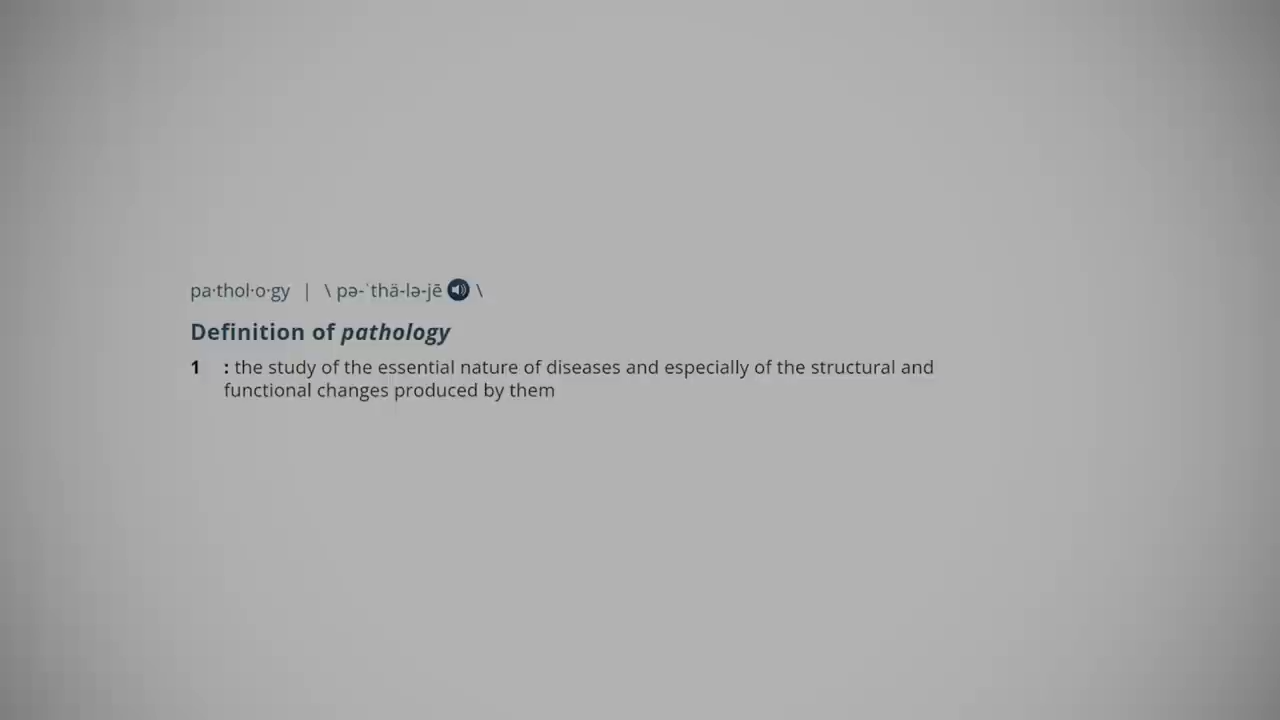 pa·thol·o·gy | \ pə-ˈthä-lə-jē \
Definition of pathology
1 : the study of the essential nature of diseases and especially of the structural and
functional changes produced by them